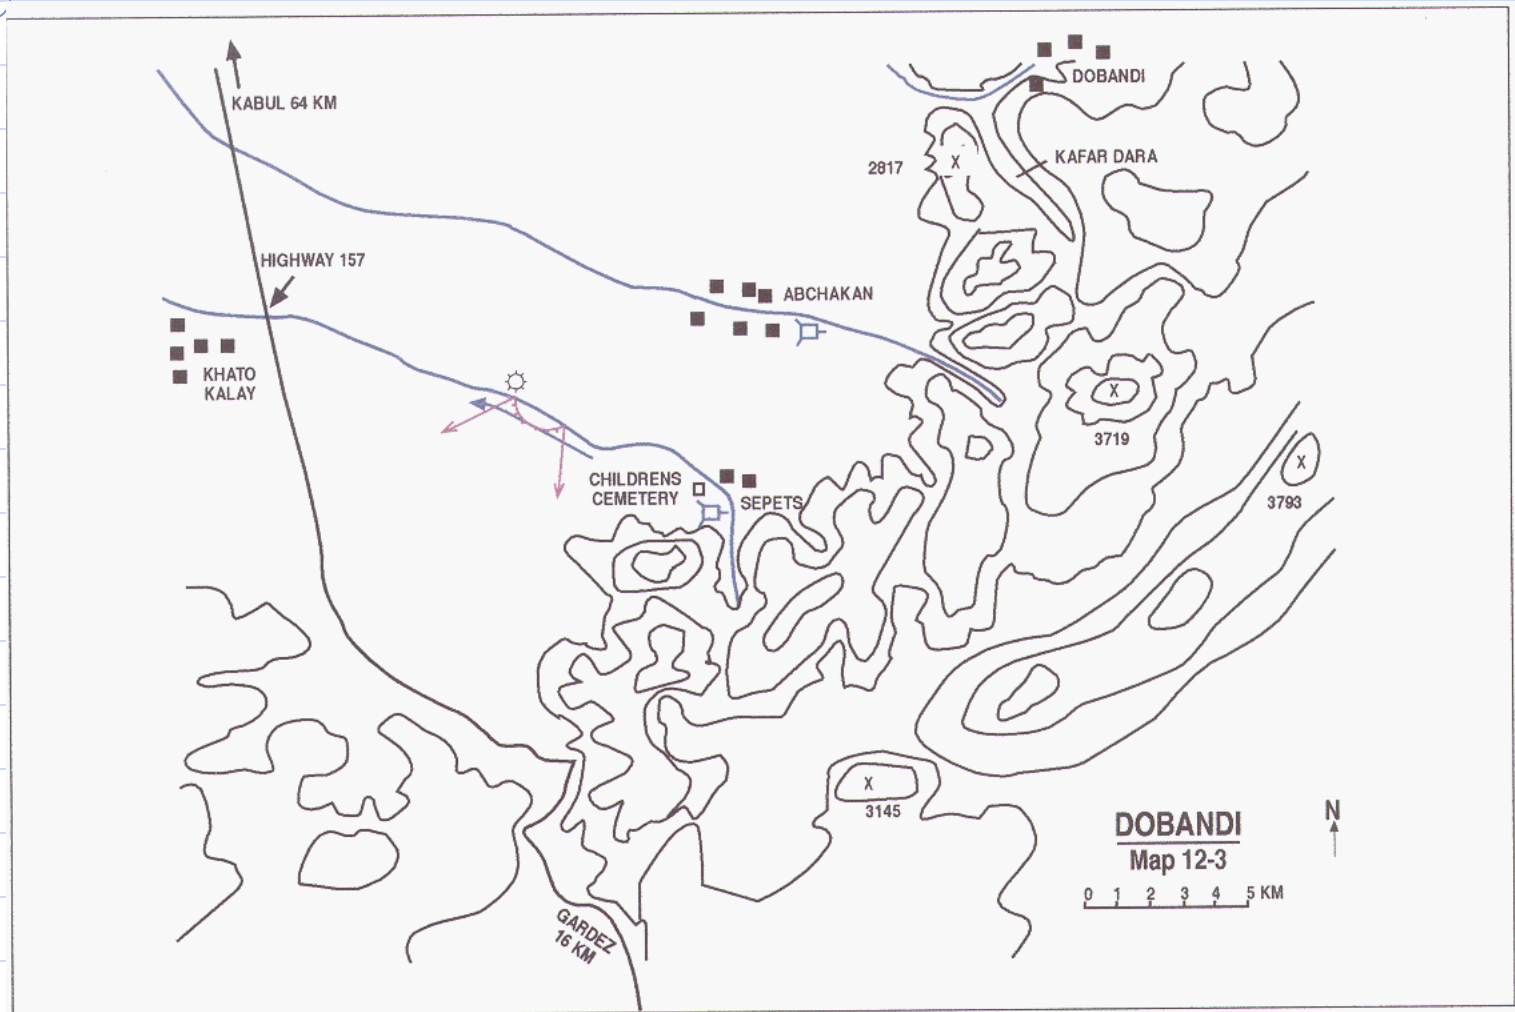 DOBANDI
KABUL 64 KM
KAFAR DARA
2817
X
HIGHWAY 157
ABCHAKAN
KHATO
KALAY
X
3719
X
3793
CHILDRENS
CEMETERY
SEPETS
X
3145
DOBANDI
Map 12-3
N
0 1 2 3 4 5 KM
GARDEZ
16 KM